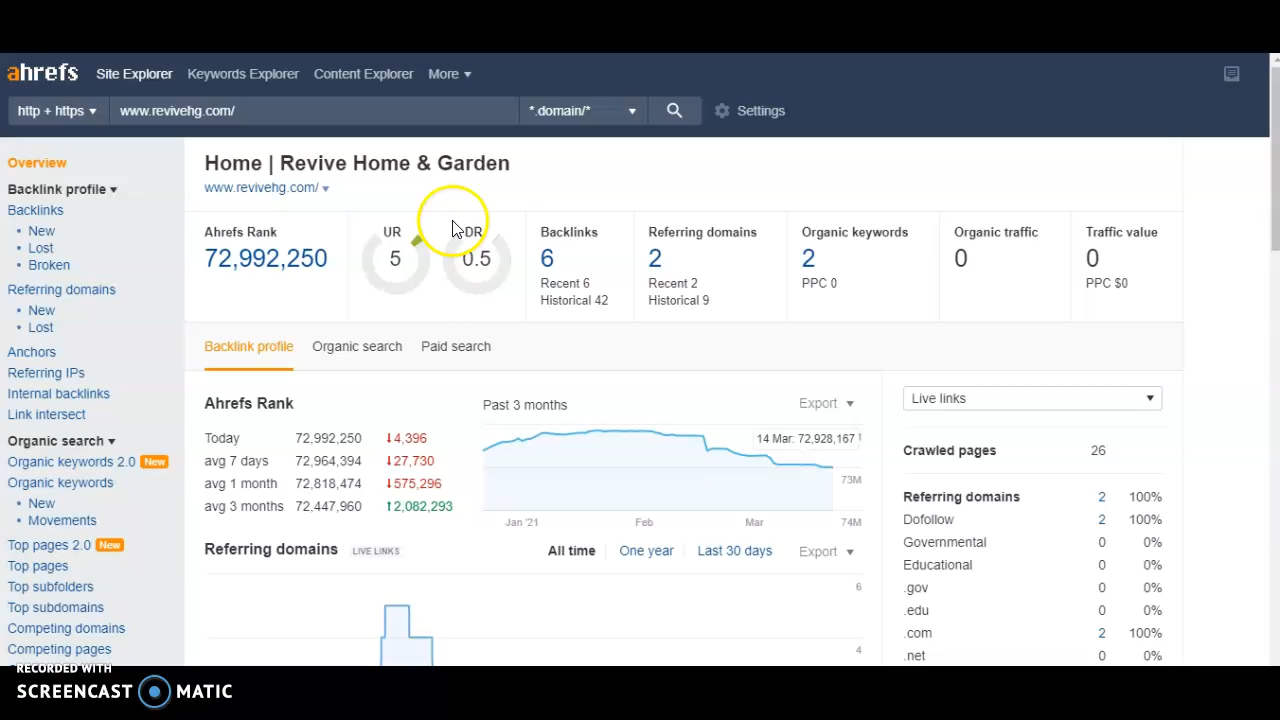 ahrefs Site Explorer Keywords Explorer Content Explorer More
http + https www.revivehg.com/ *.domain/* Settings
Overview
Backlink profile
Backlinks
• New
• Lost
• Broken
Referring domains
• New
• Lost
Anchors
Referring IPs
Internal backlinks
Link intersect
Organic search
Organic keywords 2.0 New
Organic keywords
• New
• Movements
Top pages 2.0 New
Top pages
Top subfolders
Top subdomains
Competing domains
Competing pages
Home | Revive Home & Garden
www.revivehg.com/
Ahrefs Rank UR DR Backlinks Referring domains Organic keywords Organic traffic Traffic value
72,992,250 5 0.5 6 2 2 0 0
Recent 6 Recent 2 PPC 0 PPC $0
Historical 42 Historical 9
Backlink profile Organic search Paid search
Ahrefs Rank Past 3 months Export
Today 72,992,250 ↓4,396
avg 7 days 72,964,394 ↓27,730
avg 1 month 72,818,474 ↓575,296
avg 3 months 72,447,960 ↑2,082,293
14 Mar: 72,928,167
73M
Jan '21 Feb Mar 74M
Referring domains LIVE LINKS All time One year Last 30 days Export
6
4
Live links
Crawled pages 26
Referring domains 2 100%
Dofollow 2 100%
Governmental 0 0%
Educational 0 0%
.gov 0 0%
.edu 0 0%
.com 2 100%
.net 0 0%
RECORDED WITH
SCREENCAST MATIC